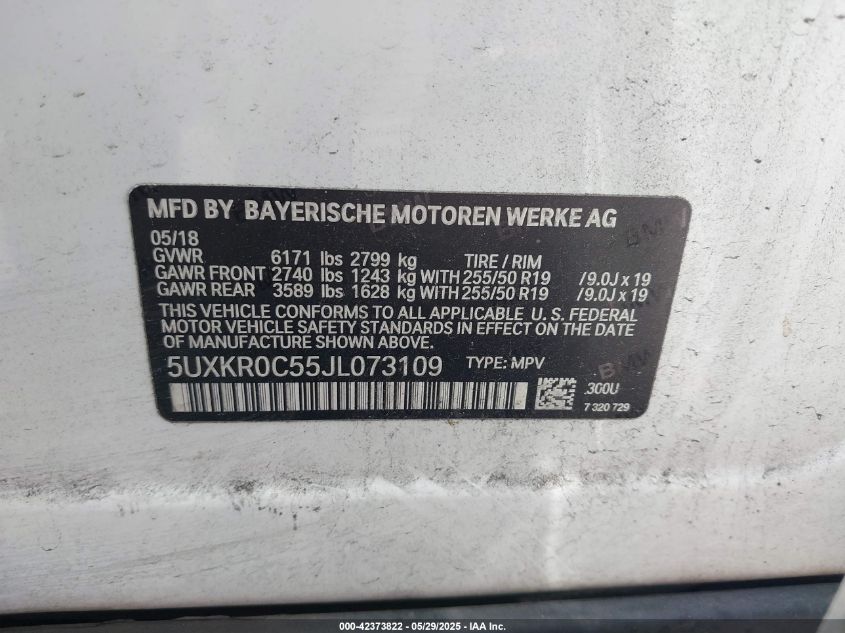 MFD BY BAYERISCHE MOTOREN WERKE AG
05/18
GVWR 6171 lbs 2799 kg TIRE / RIM
GAWR FRONT 2740 lbs 1243 kg WITH 255/50 R19 /9.0J x 19
GAWR REAR 3589 lbs 1628 kg WITH 255/50 R19 /9.0J x 19
THIS VEHICLE CONFORMS TO ALL APPLICABLE U. S. FEDERAL
MOTOR VEHICLE SAFETY STANDARDS IN EFFECT ON THE DATE
OF MANUFACTURE SHOWN ABOVE.
5UXKR0C55JL073109 TYPE: MPV
.3G0U
7 320 729
000-42373822 - 05/29/2025 - IAA Inc.